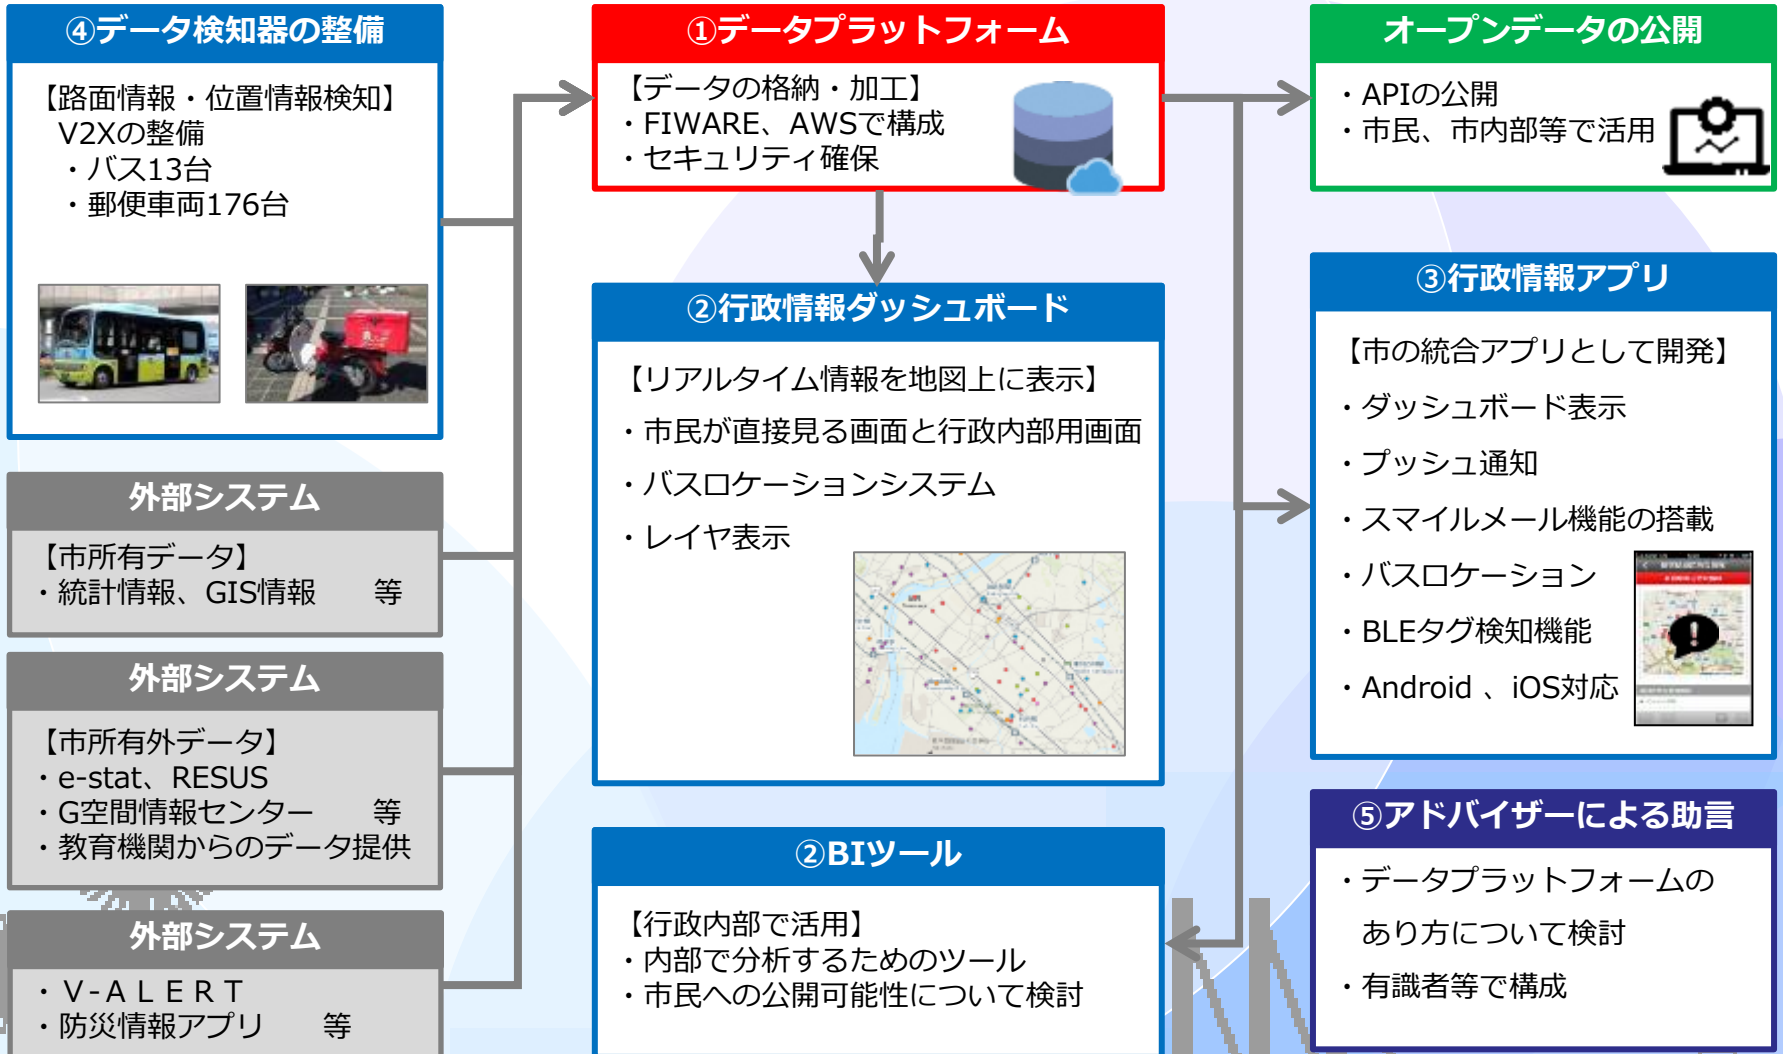 ④データ検知器の整備
【路面情報・位置情報検知】
V2Xの整備
・バス13台
・郵便車両176台
外部システム
【市所有データ】
・統計情報、GIS情報　等
外部システム
【市所有外データ】
・e-stat、RESUS
・G空間情報センター　等
・教育機関からのデータ提供
外部システム
・V-ALERT
・防災情報アプリ　等
①データプラットフォーム
【データの格納・加工】
・FIWARE、AWSで構成
・セキュリティ確保
②行政情報ダッシュボード
【リアルタイム情報を地図上に表示】
・市民が直接見る画面と行政内部用画面
・バスロケーションシステム
・レイヤ表示
②BIツール
【行政内部で活用】
・内部で分析するためのツール
・市民への公開可能性について検討
オープンデータの公開
・APIの公開
・市民、市内部等で活用
③行政情報アプリ
【市の統合アプリとして開発】
・ダッシュボード表示
・プッシュ通知
・スマイルメール機能の搭載
・バスロケーション
・BLEタグ検知機能
・Android 、iOS対応
⑤アドバイザーによる助言
・データプラットフォームの
あり方について検討
・有識者等で構成